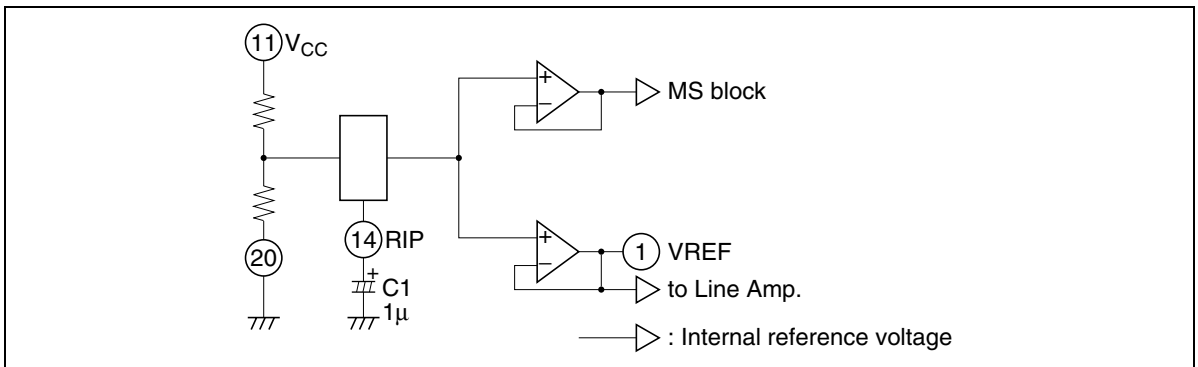 11 VCC
+
−
MS block
14 RIP
+
−
1 VREF
20
+
C1
1μ
to Line Amp.
: Internal reference voltage